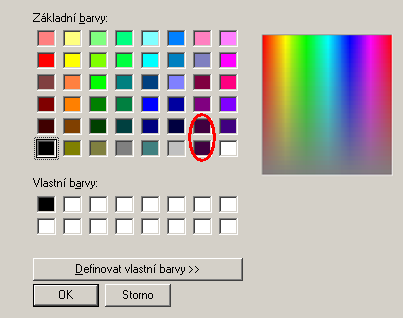 Základní barvy:
Vlastní barvy:
Definovat vlastní barvy >>
OK
Storno